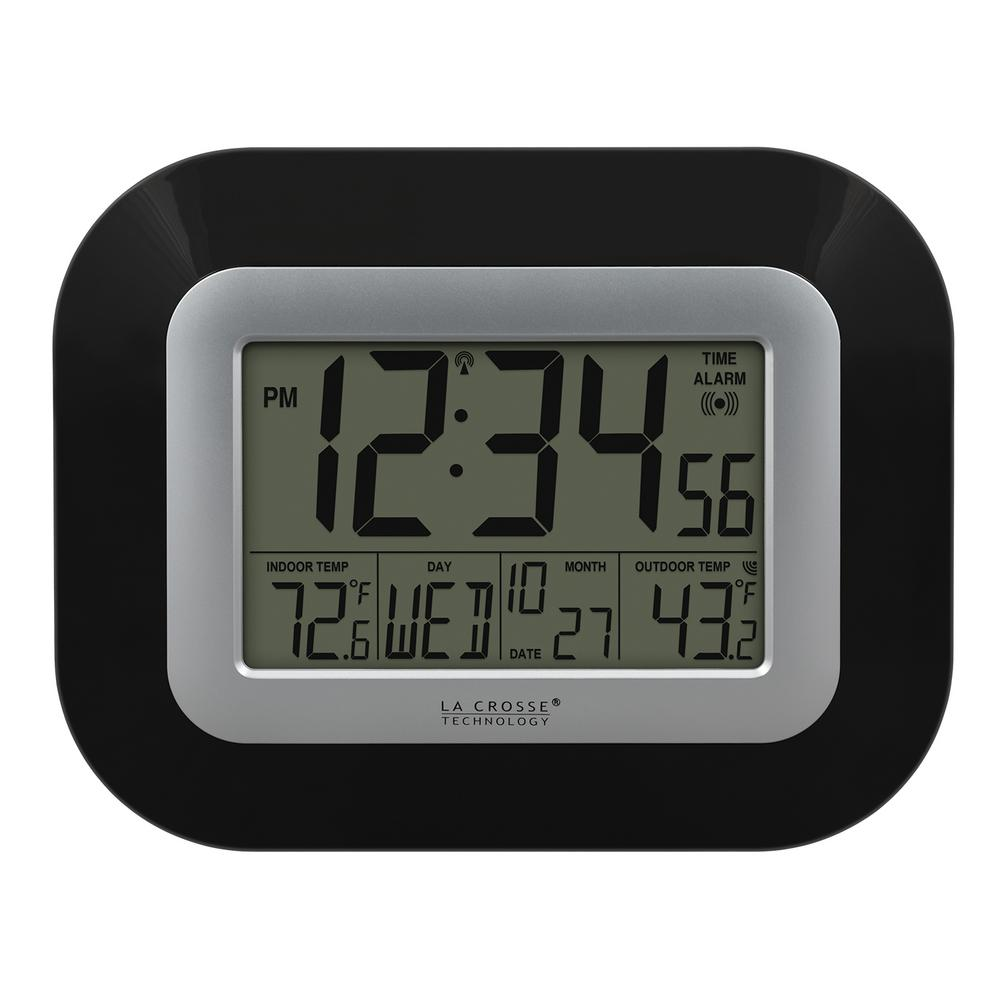 PM 12:34 56
TIME
ALARM
INDOOR TEMP
72.6°F
DAY
WED
MONTH
10
DATE
27
OUTDOOR TEMP
43.2°F
LA CROSSE®
TECHNOLOGY